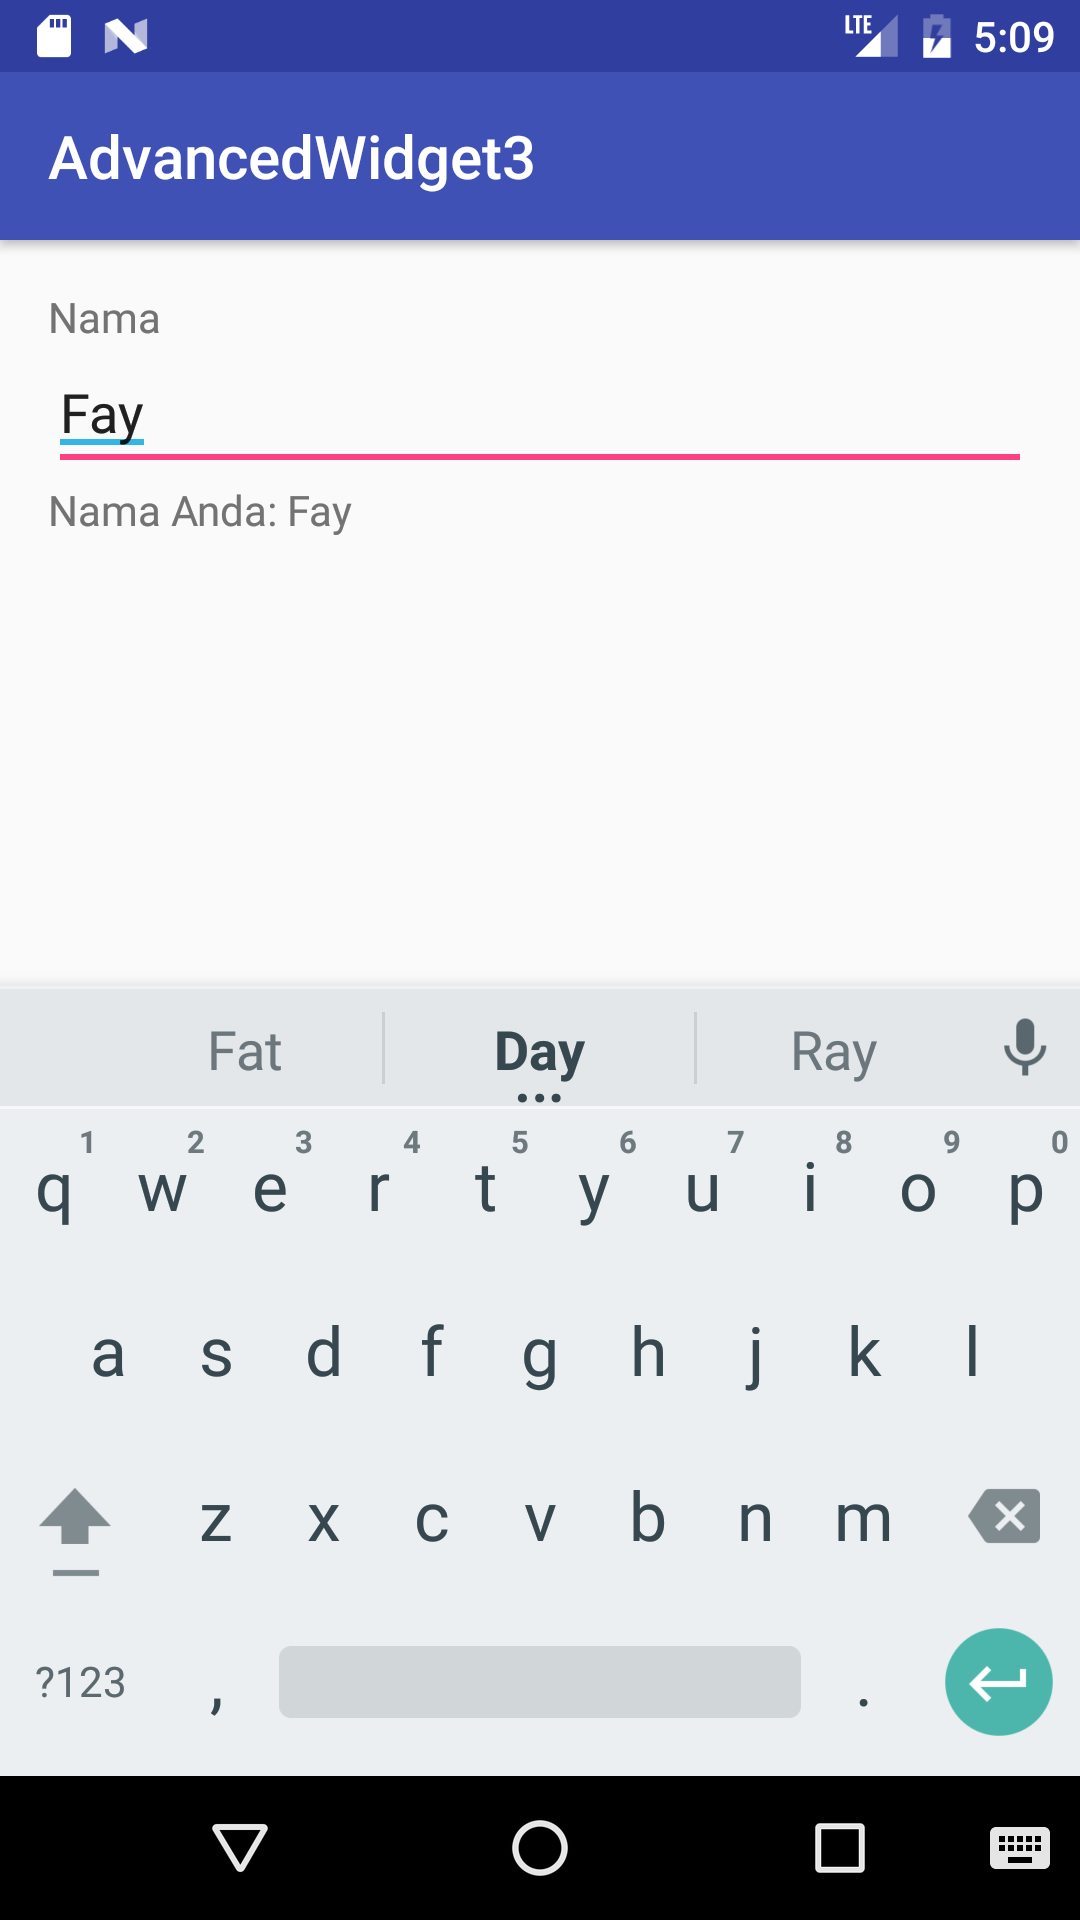 LTE 5:09
AdvancedWidget3
Nama
Fay
Nama Anda: Fay
Fat Day Ray
1 2 3 4 5 6 7 8 9 0
q w e r t y u i o p
a s d f g h j k l
z x c v b n m
?123 , .